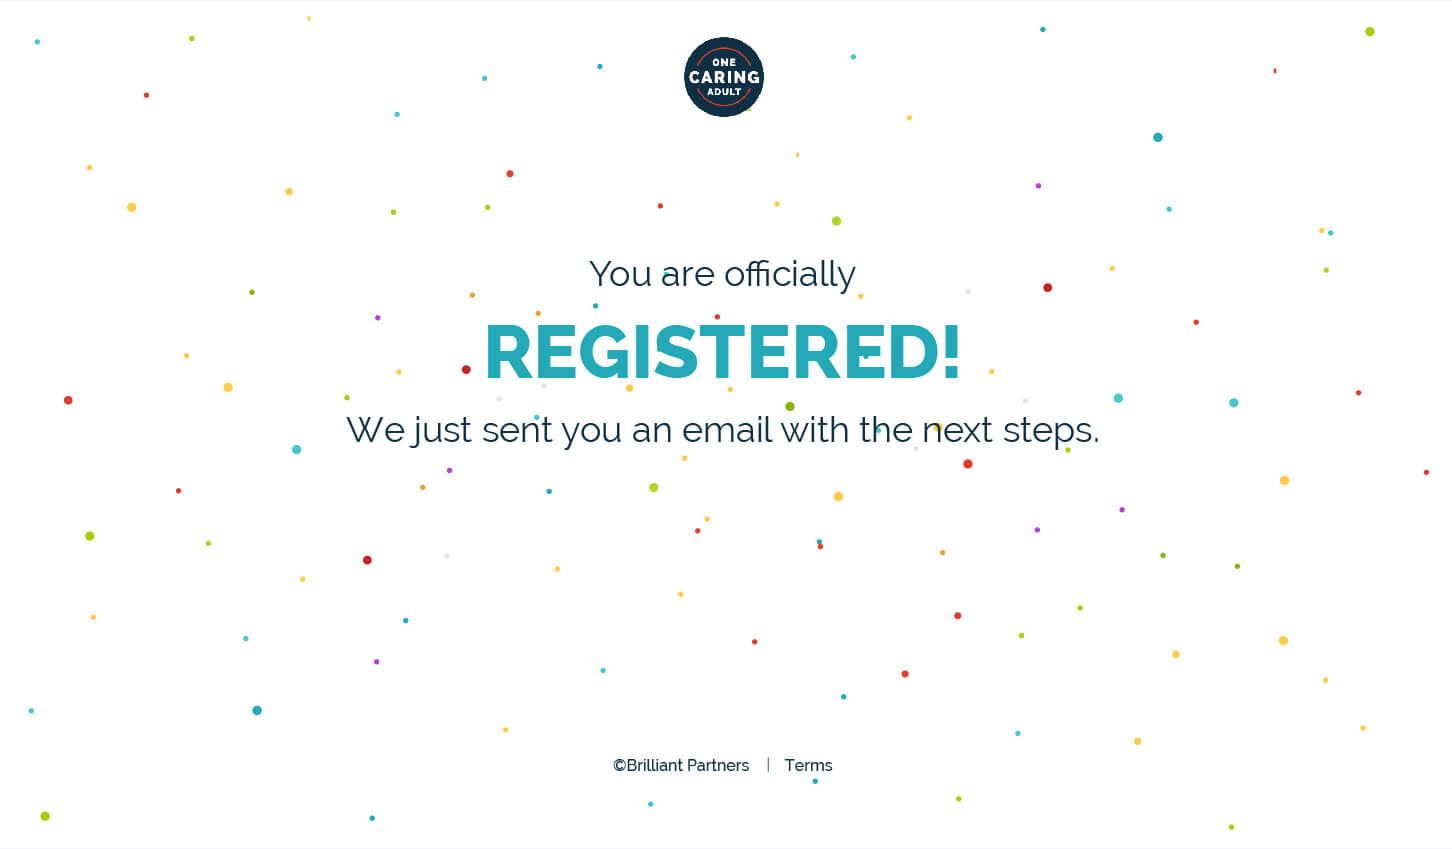 ONE
CARING
ADULT
You are officially
REGISTERED!
We just sent you an email with the next steps.
©Brilliant Partners | Terms